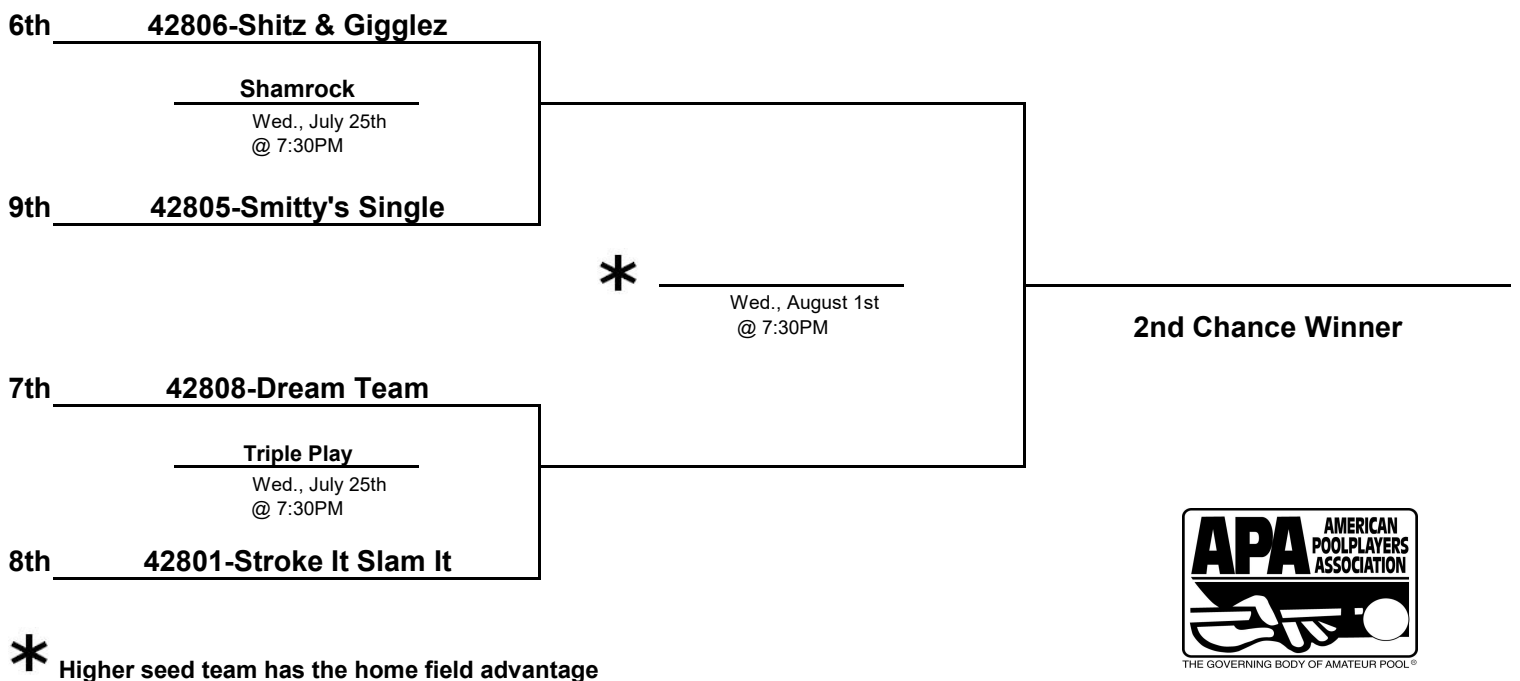 6th 42806-Shitz & Gigglez
Shamrock
Wed., July 25th
@ 7:30PM
9th 42805-Smitty's Single
*
Wed., August 1st
@ 7:30PM
2nd Chance Winner
7th 42808-Dream Team
Triple Play
Wed., July 25th
@ 7:30PM
8th 42801-Stroke It Slam It
* Higher seed team has the home field advantage
APA AMERICAN
POOLPLAYERS
ASSOCIATION
THE GOVERNING BODY OF AMATEUR POOL®